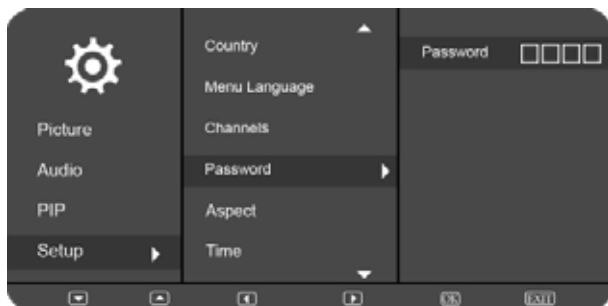 Picture
Audio
PIP
Setup
Country
Menu Language
Channels
Password
Aspect
Time
Password
OK
EXIT